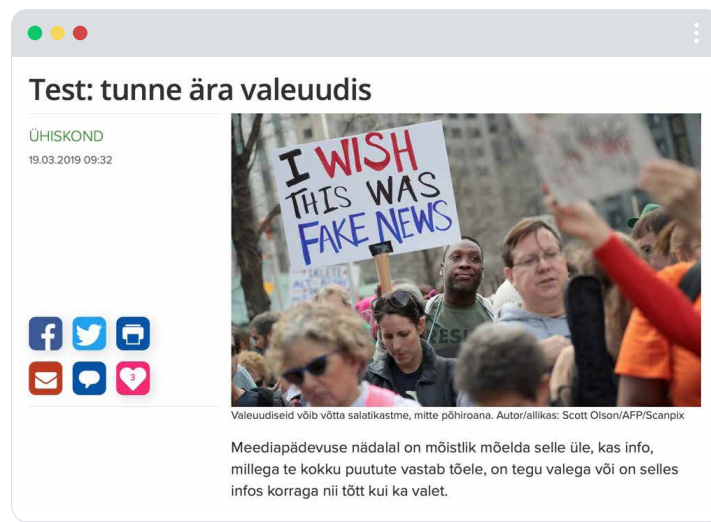 Test: tunne ära valeuudis
ÜHISKOND
19.03.2019 09:32
I WISH
THIS WAS
FAKE NEWS
3
Valeuudiseid võib võtta salatikastme, mitte põhiroana. Autor/allikas: Scott Olson/AFP/Scanpix
Meediapädevuse nädalal on mõistlik mõelda selle üle, kas info,
millega te kokku puutute vastab tõele, on tegu valega või on selles
infos korraga nii tõtt kui ka valet.